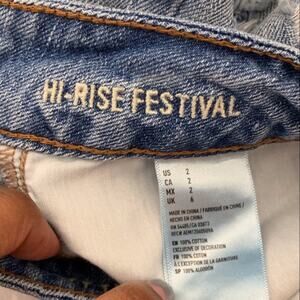 HI-RISE FESTIVAL
US 2
CA 2
MX 2
UK 6
MADE IN CHINA / FABRIQUÉ EN CHINE /
HECHO EN CHINA
EN 100% COTTON
EXCLUSIVE OF DECORATION
FR 100% COTON
À L'EXCEPTION DE LA GARNITURE
SP 100% ALGODÓN